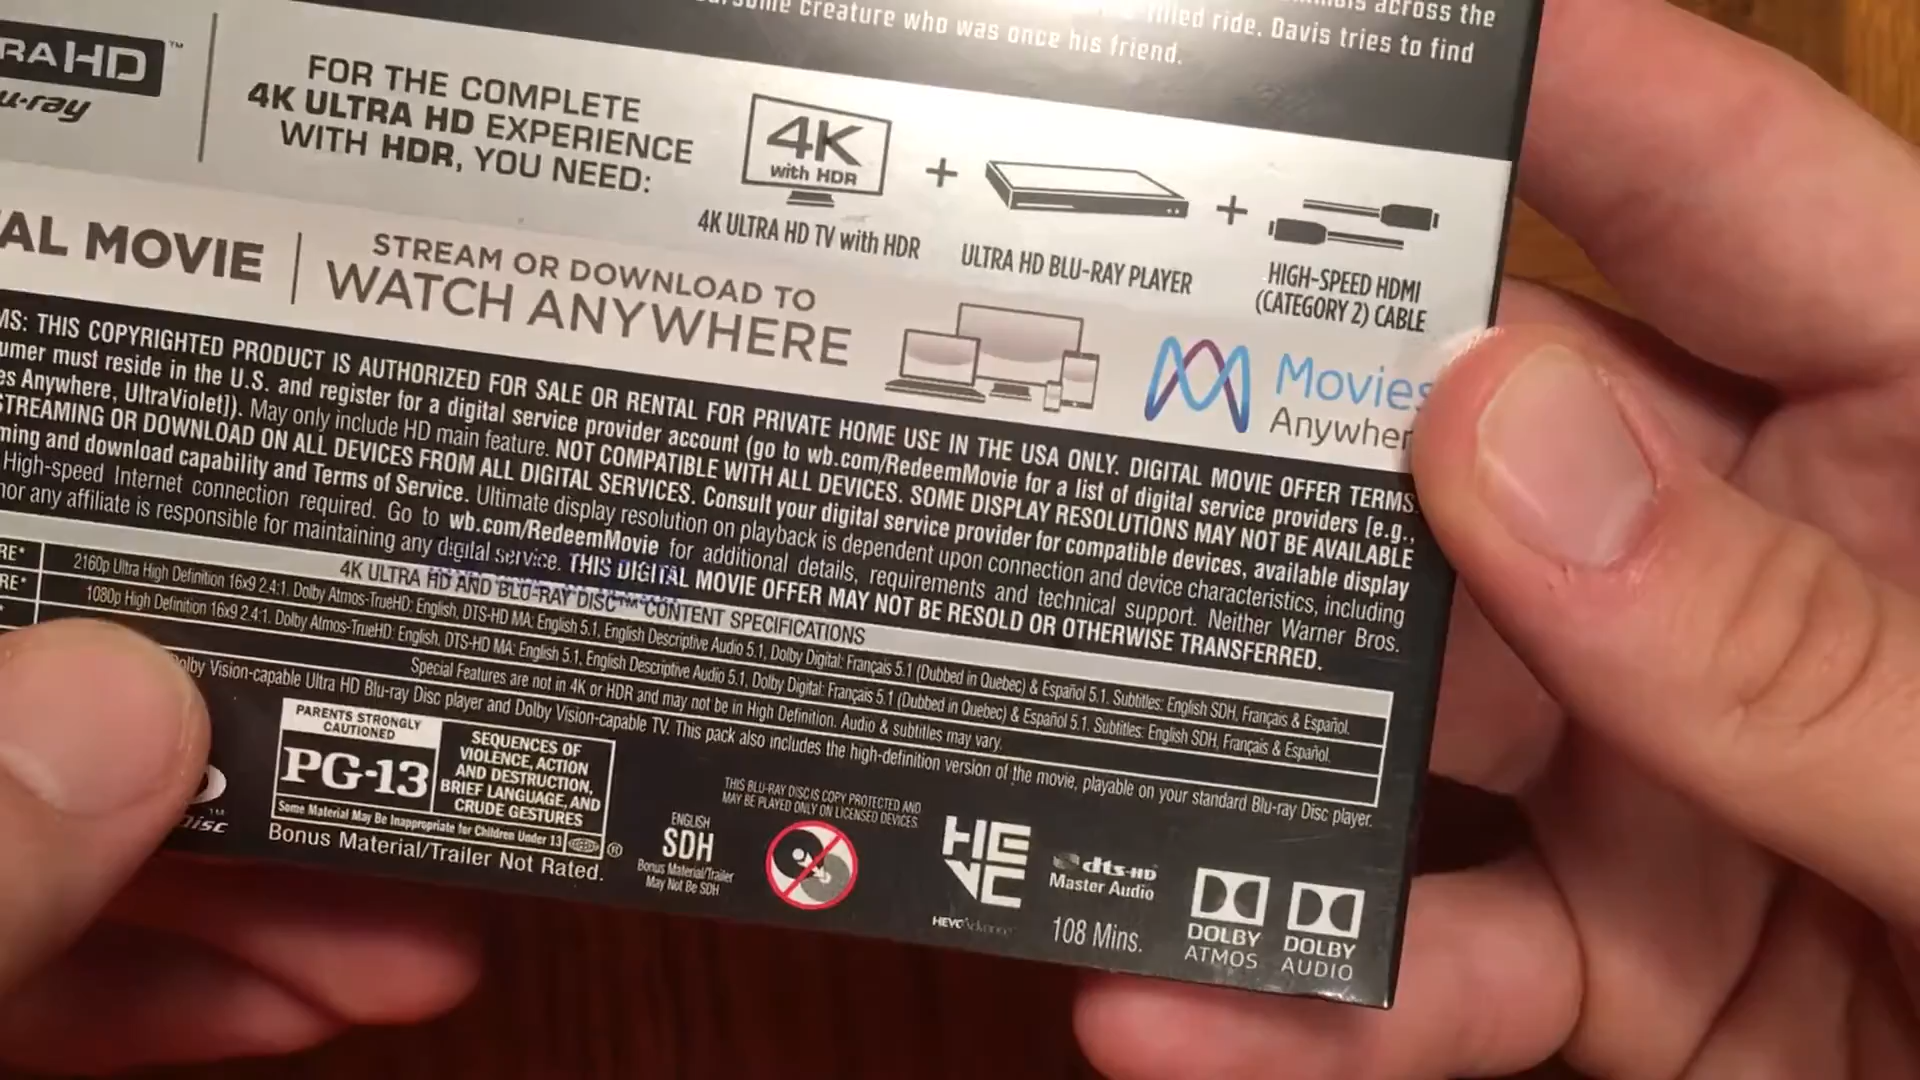 across the
creature who was once his friend.
ride. Davis tries to find
RAHD™
u-ray
FOR THE COMPLETE
4K ULTRA HD EXPERIENCE
WITH HDR, YOU NEED:
4K
with HDR
4K ULTRA HD TV with HDR
+
ULTRA HD BLU-RAY PLAYER
+
HIGH-SPEED HDMI
(CATEGORY 2) CABLE
AL MOVIE
STREAM OR DOWNLOAD TO
WATCH ANYWHERE
Movies
Anywher
MS: THIS COPYRIGHTED PRODUCT IS AUTHORIZED FOR SALE OR RENTAL FOR PRIVATE HOME USE IN THE USA ONLY. DIGITAL MOVIE OFFER TERMS:
umer must reside in the U.S. and register for a digital service provider account (go to wb.com/RedeemMovie for a list of digital service providers [e.g.,
es Anywhere, UltraViolet]). May only include HD main feature. NOT COMPATIBLE WITH ALL DEVICES. SOME DISPLAY RESOLUTIONS MAY NOT BE AVAILABLE
STREAMING OR DOWNLOAD ON ALL DEVICES FROM ALL DIGITAL SERVICES. Consult your digital service provider for compatible devices, available display
ming and download capability and Terms of Service. Ultimate display resolution on playback is dependent upon connection and device characteristics, including
High-speed Internet connection required. Go to wb.com/RedeemMovie for additional details, requirements and technical support. Neither Warner Bros.
nor any affiliate is responsible for maintaining any digital service. THIS DIGITAL MOVIE OFFER MAY NOT BE RESOLD OR OTHERWISE TRANSFERRED.
4K ULTRA HD AND BLU-RAY DISC™ CONTENT SPECIFICATIONS
RE* 2160p Ultra High Definition 16x9 2.4:1. Dolby Atmos-TrueHD: English, DTS-HD MA: English 5.1, English Descriptive Audio 5.1, Dolby Digital: Français 5.1 (Dubbed in Quebec) & Español 5.1. Subtitles: English SDH, Français & Español.
RE* 1080p High Definition 16x9 2.4:1. Dolby Atmos-TrueHD: English, DTS-HD MA: English 5.1, English Descriptive Audio 5.1, Dolby Digital: Français 5.1 (Dubbed in Quebec) & Español 5.1. Subtitles: English SDH, Français & Español.
Special Features are not in 4K or HDR and may not be in High Definition. Audio & subtitles may vary.
olby Vision-capable Ultra HD Blu-ray Disc player and Dolby Vision-capable TV. This pack also includes the high-definition version of the movie, playable on your standard Blu-ray Disc player.
Disc™
PARENTS STRONGLY
CAUTIONED
PG-13
SEQUENCES OF
VIOLENCE, ACTION
AND DESTRUCTION,
BRIEF LANGUAGE, AND
CRUDE GESTURES
Some Material May Be Inappropriate for Children Under 13
®
Bonus Material/Trailer Not Rated.
ENGLISH
SDH
Bonus Material/Trailer
May Not Be SDH
THIS BLU-RAY DISC IS COPY PROTECTED AND
MAY BE PLAYED ONLY ON LICENSED DEVICES.
HEVC
HEVC Advance
dts-HD
Master Audio
108 Mins.
DOLBY
ATMOS
DOLBY
AUDIO